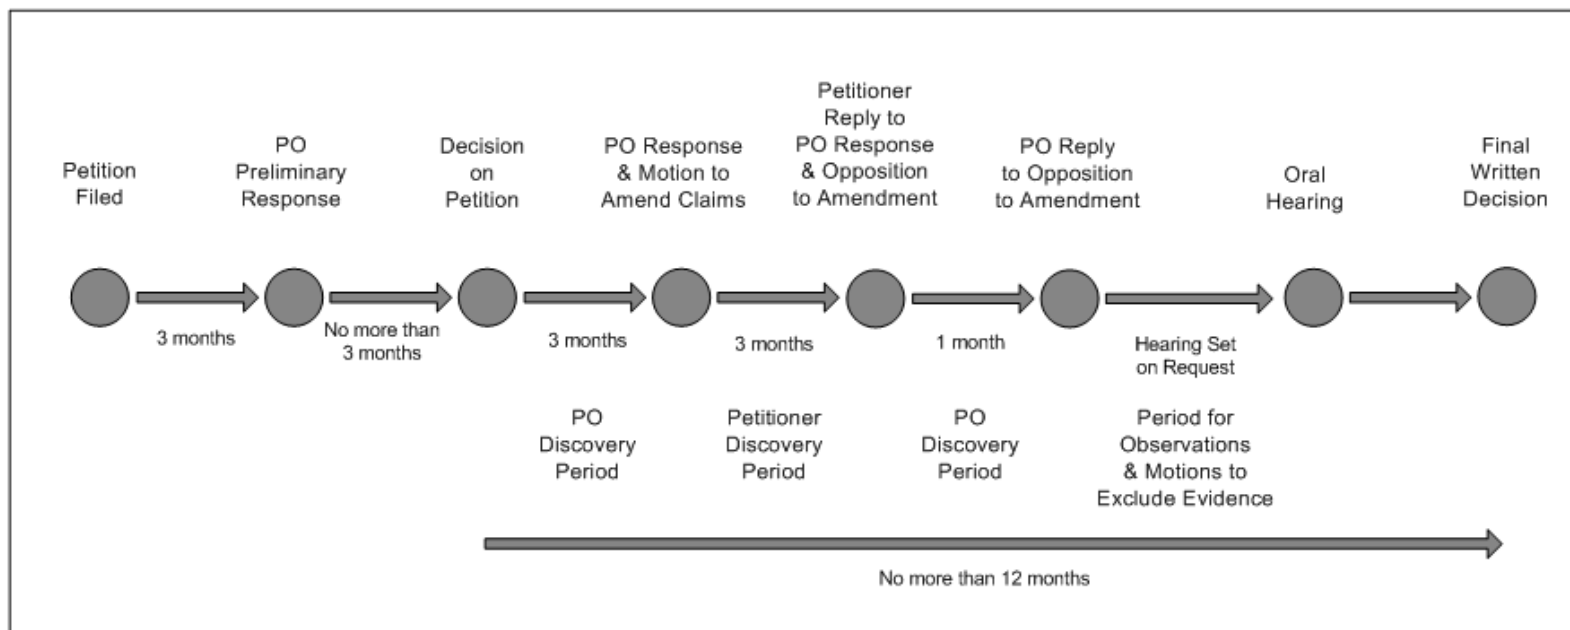 Petition
Filed
PO
Preliminary
Response
Decision
on
Petition
PO Response
& Motion to
Amend Claims
Petitioner
Reply to
PO Response
& Opposition
to Amendment
PO Reply
to Opposition
to Amendment
Oral
Hearing
Final
Written
Decision
3 months
No more than
3 months
3 months
3 months
1 month
Hearing Set
on Request
PO
Discovery
Period
Petitioner
Discovery
Period
PO
Discovery
Period
Period for
Observations
& Motions to
Exclude Evidence
No more than 12 months